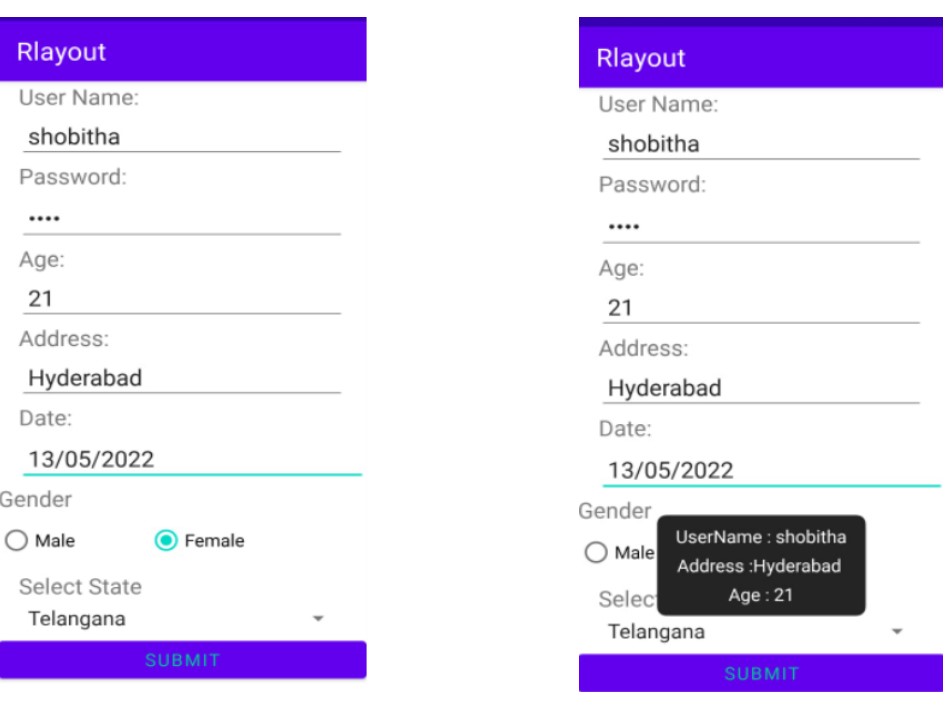 Rlayout
User Name:
shobitha
Password:
••••
Age:
21
Address:
Hyderabad
Date:
13/05/2022
Gender
Male Female
Select State
Telangana
SUBMIT
Rlayout
User Name:
shobitha
Password:
••••
Age:
21
Address:
Hyderabad
Date:
13/05/2022
Gender
UserName : shobitha
Male
Address :Hyderabad
Selec
Age : 21
Telangana
SUBMIT